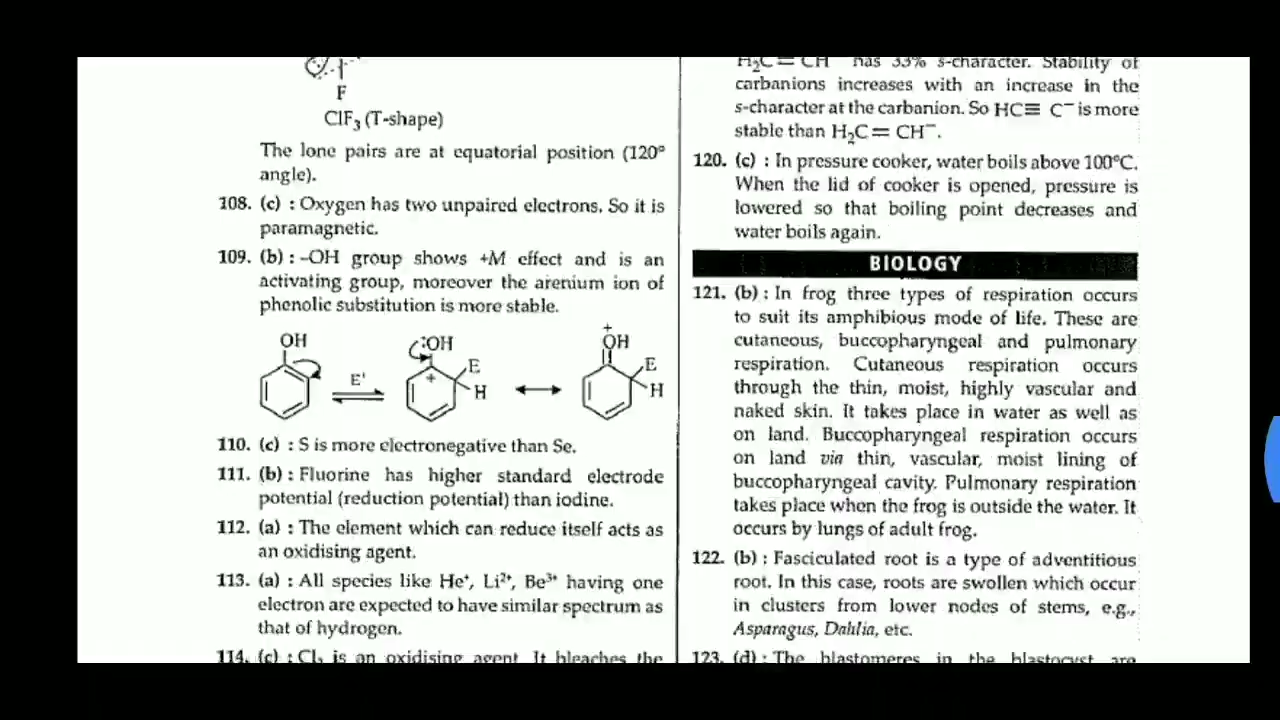 F
ClF₃ (T-shape)
The lone pairs are at equatorial position (120°
angle).
108. (c) : Oxygen has two unpaired electrons. So it is
paramagnetic.
109. (b) : –OH group shows +M effect and is an
activating group, moreover the arenium ion of
phenolic substitution is more stable.
OH
E⁺
:OH
+
E
H
+
OH
E
H
110. (c) : S is more electronegative than Se.
111. (b) : Fluorine has higher standard electrode
potential (reduction potential) than iodine.
112. (a) : The element which can reduce itself acts as
an oxidising agent.
113. (a) : All species like He⁺, Li²⁺, Be³⁺ having one
electron are expected to have similar spectrum as
that of hydrogen.
114. (c) : Cl₂ is an oxidising agent. It bleaches the
H₂C = CH⁻ has 33% s-character. Stability of
carbanions increases with an increase in the
s-character at the carbanion. So HC≡ C⁻ is more
stable than H₂C = CH⁻.
120. (c) : In pressure cooker, water boils above 100°C.
When the lid of cooker is opened, pressure is
lowered so that boiling point decreases and
water boils again.
BIOLOGY
121. (b) : In frog three types of respiration occurs
to suit its amphibious mode of life. These are
cutaneous, buccopharyngeal and pulmonary
respiration. Cutaneous respiration occurs
through the thin, moist, highly vascular and
naked skin. It takes place in water as well as
on land. Buccopharyngeal respiration occurs
on land via thin, vascular, moist lining of
buccopharyngeal cavity. Pulmonary respiration
takes place when the frog is outside the water. It
occurs by lungs of adult frog.
122. (b) : Fasciculated root is a type of adventitious
root. In this case, roots are swollen which occur
in clusters from lower nodes of stems, e.g.,
Asparagus, Dahlia, etc.
123. (d) : The blastomeres in the blastocyst are